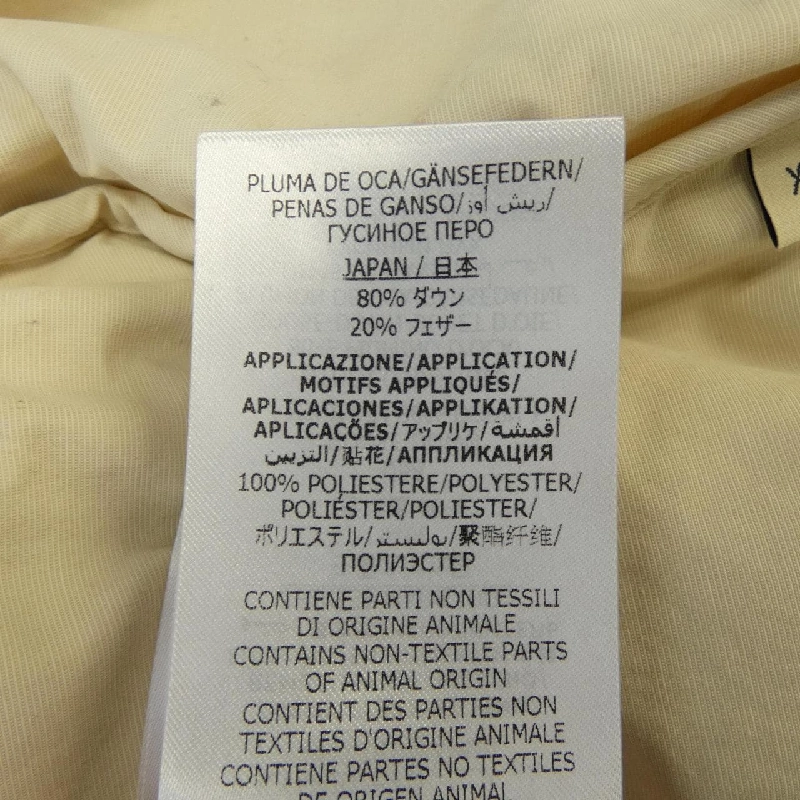 PLUMA DE OCA/GÄNSEFEDERN/
PENAS DE GANSO/ريش أوز/
ГУСИНОЕ ПЕРО
JAPAN / 日本
80% ダウン
20% フェザー
APPLICAZIONE/APPLICATION/
MOTIFS APPLIQUÉS/
APLICACIONES/APPLIKATION/
APLICAÇÕES/アップリケ/أقمشة
التزيين/贴花/АППЛИКАЦИЯ
100% POLIESTERE/POLYESTER/
POLIÉSTER/POLIESTER/
ポリエステル/بوليستر/聚酯纤维/
ПОЛИЭСТЕР
CONTIENE PARTI NON TESSILI
DI ORIGINE ANIMALE
CONTAINS NON-TEXTILE PARTS
OF ANIMAL ORIGIN
CONTIENT DES PARTIES NON
TEXTILES D'ORIGINE ANIMALE
CONTIENE PARTES NO TEXTILES
DE ORIGEN ANIMAL